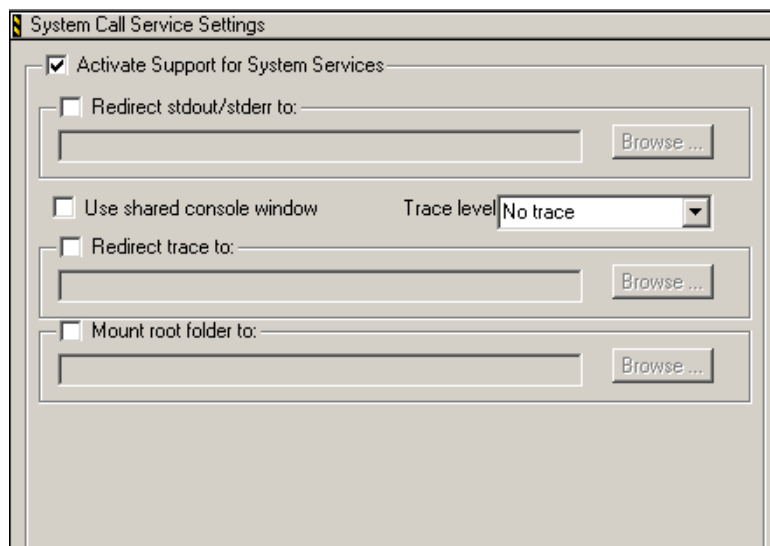 System Call Service Settings
Activate Support for System Services
Redirect stdout/stderr to:
Browse ...
Use shared console window Trace level No trace
Redirect trace to:
Browse ...
Mount root folder to:
Browse ...